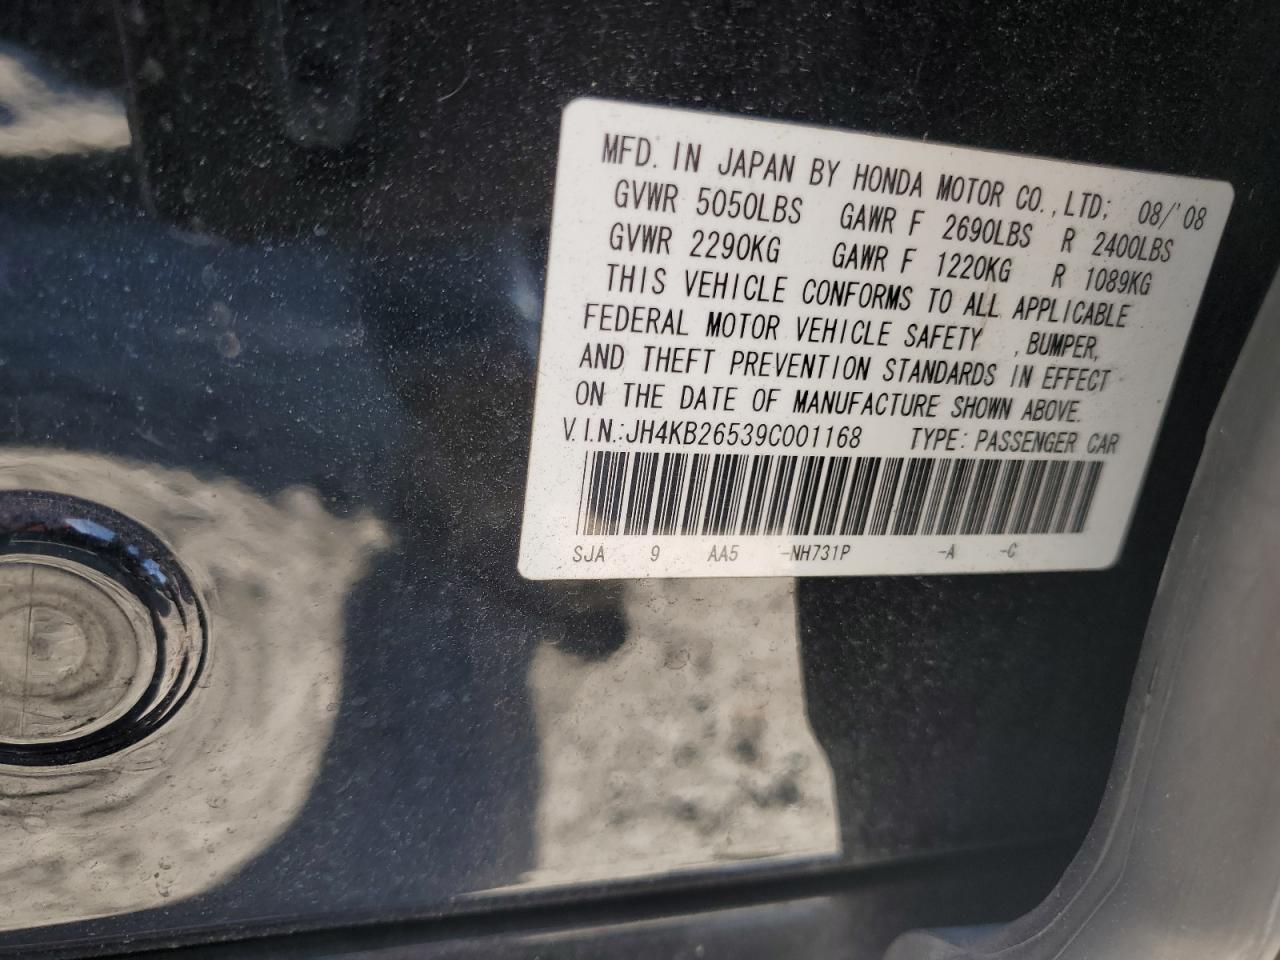 MFD. IN JAPAN BY HONDA MOTOR CO.,LTD; 08/'08
GVWR 5050LBS GAWR F 2690LBS R 2400LBS
GVWR 2290KG GAWR F 1220KG R 1089KG
THIS VEHICLE CONFORMS TO ALL APPLICABLE
FEDERAL MOTOR VEHICLE SAFETY , BUMPER,
AND THEFT PREVENTION STANDARDS IN EFFECT
ON THE DATE OF MANUFACTURE SHOWN ABOVE.
V.I.N.:JH4KB26539C001168 TYPE: PASSENGER CAR
SJA 9 AA5 -NH731P -A -C